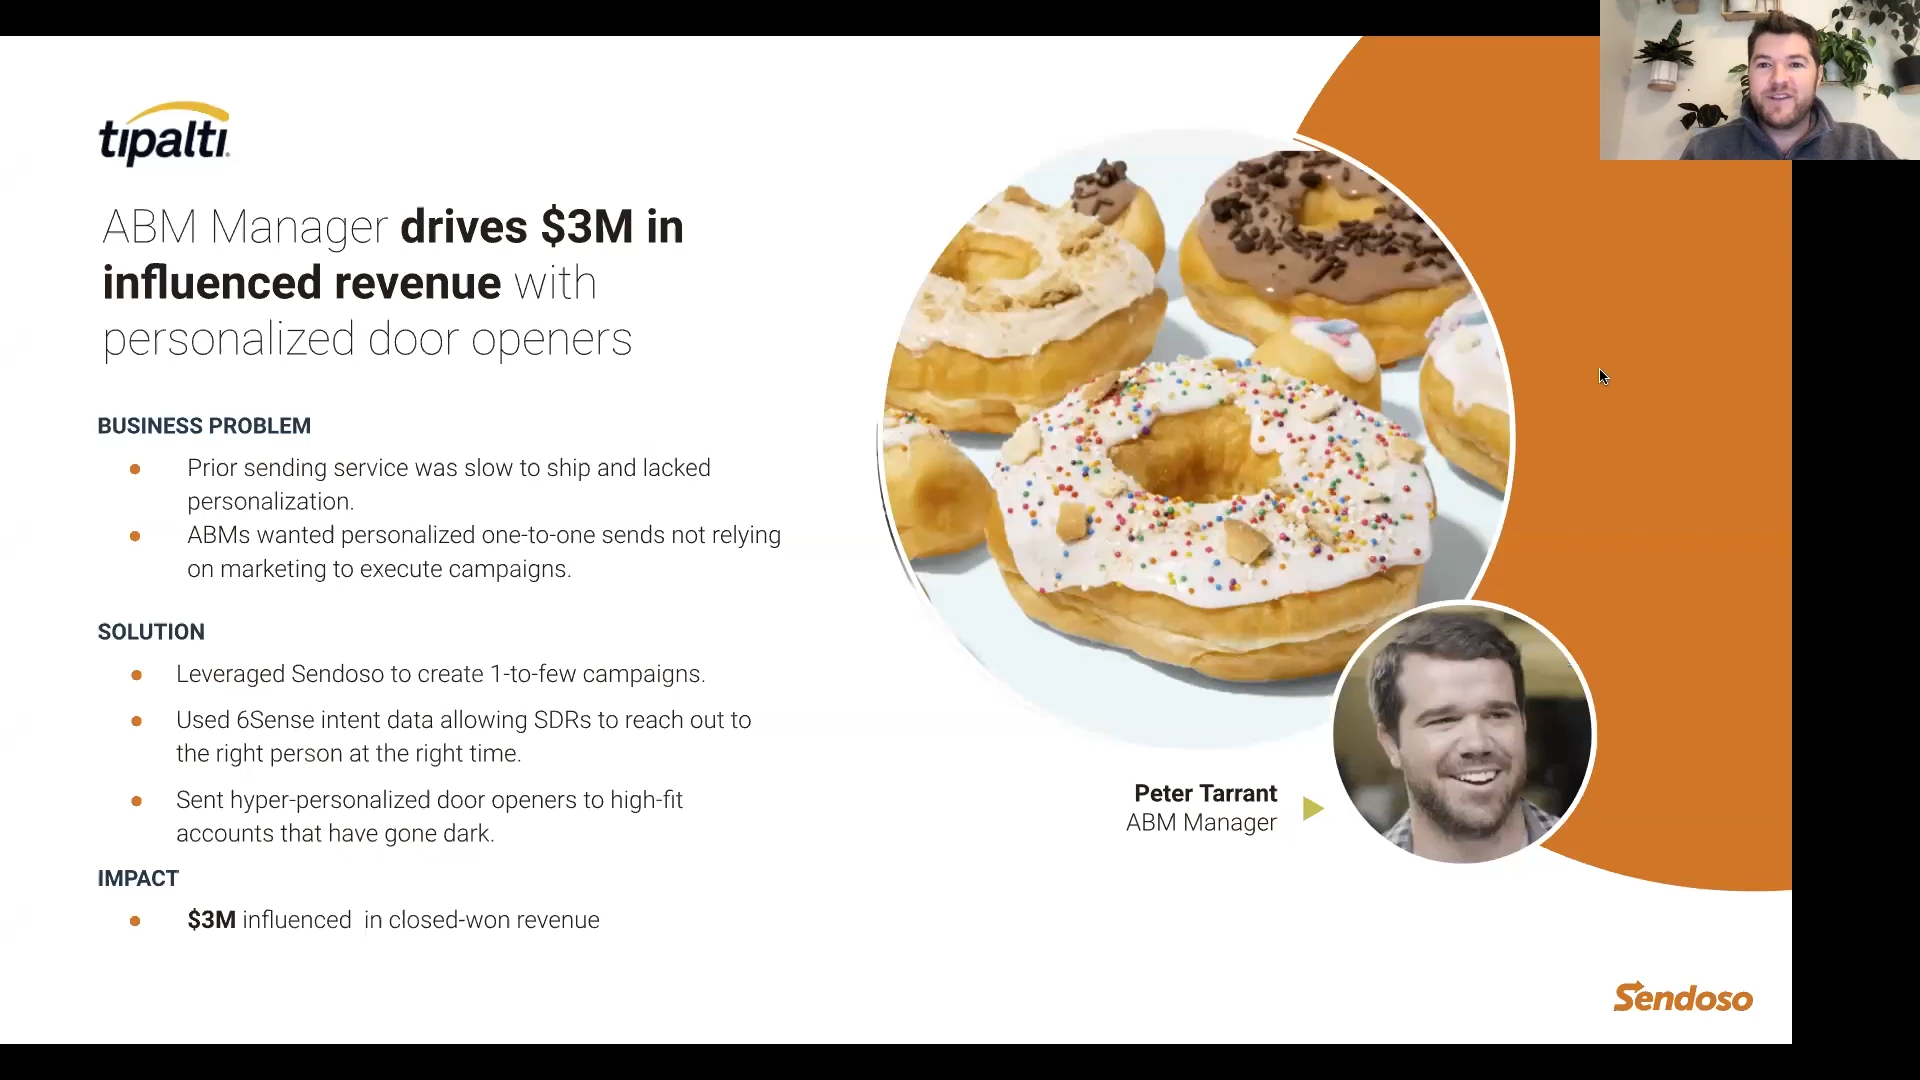 tipalti
ABM Manager drives $3M in
influenced revenue with
personalized door openers
BUSINESS PROBLEM
● Prior sending service was slow to ship and lacked
personalization.
● ABMs wanted personalized one-to-one sends not relying
on marketing to execute campaigns.
SOLUTION
● Leveraged Sendoso to create 1-to-few campaigns.
● Used 6Sense intent data allowing SDRs to reach out to
the right person at the right time.
● Sent hyper-personalized door openers to high-fit
accounts that have gone dark.
IMPACT
● $3M influenced in closed-won revenue
Peter Tarrant
ABM Manager
Sendoso